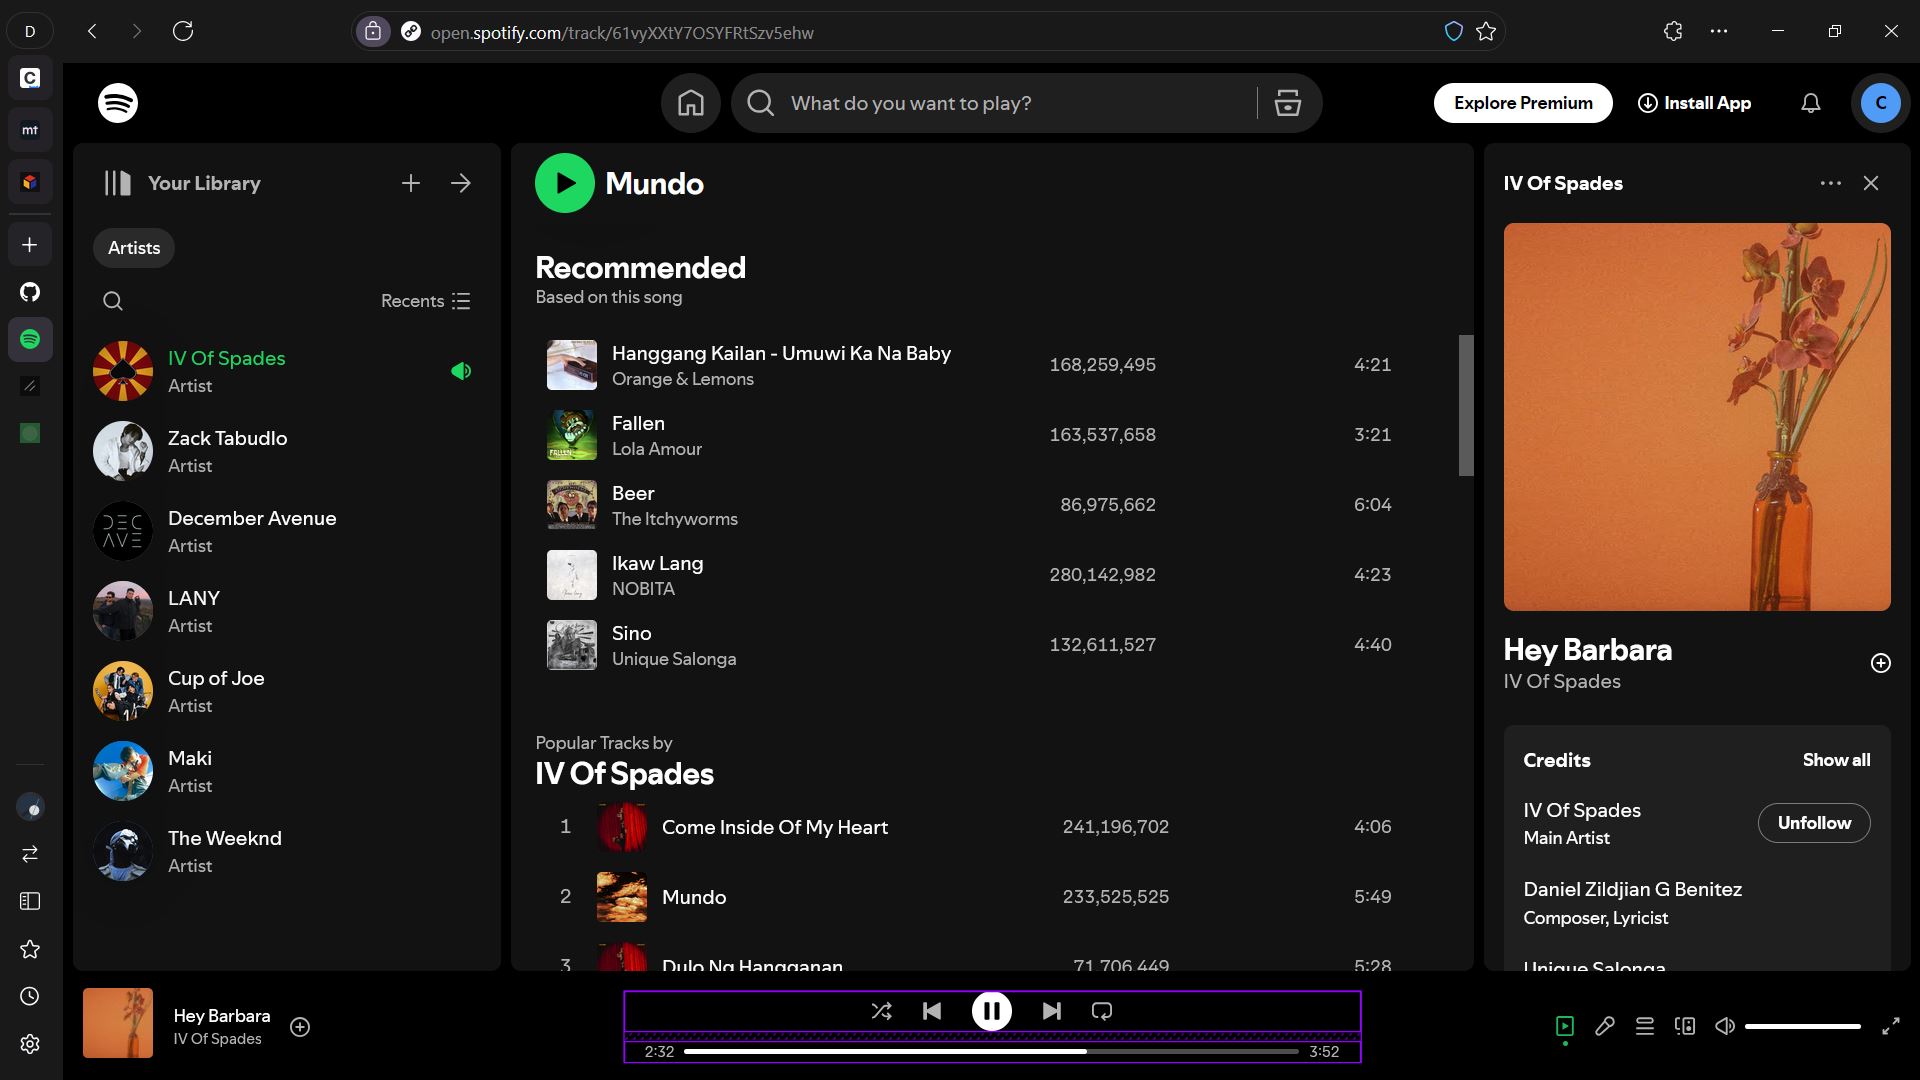 D
open.spotify.com/track/61vyXXtY7OSYFRtSzv5ehw
C
mt
What do you want to play?
Explore Premium
Install App
C
Your Library
Artists
Recents
IV Of Spades
Artist
Zack Tabudlo
Artist
DEC
AVE
December Avenue
Artist
LANY
Artist
Cup of Joe
Artist
Maki
Artist
The Weeknd
Artist
Mundo
Recommended
Based on this song
Hanggang Kailan - Umuwi Ka Na Baby
Orange & Lemons
168,259,495
4:21
FALLEN
Fallen
Lola Amour
163,537,658
3:21
Beer
The Itchyworms
86,975,662
6:04
Ikaw Lang
NOBITA
280,142,982
4:23
Sino
Unique Salonga
132,611,527
4:40
Popular Tracks by
IV Of Spades
1 Come Inside Of My Heart 241,196,702 4:06
2 Mundo 233,525,525 5:49
3 Dulo Ng Hangganan 71,706,449 5:28
IV Of Spades
Hey Barbara
IV Of Spades
Credits
Show all
IV Of Spades
Main Artist
Unfollow
Daniel Zildjian G Benitez
Composer, Lyricist
Unique Salonga
Hey Barbara
IV Of Spades
2:32
3:52